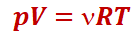 pV = νRT